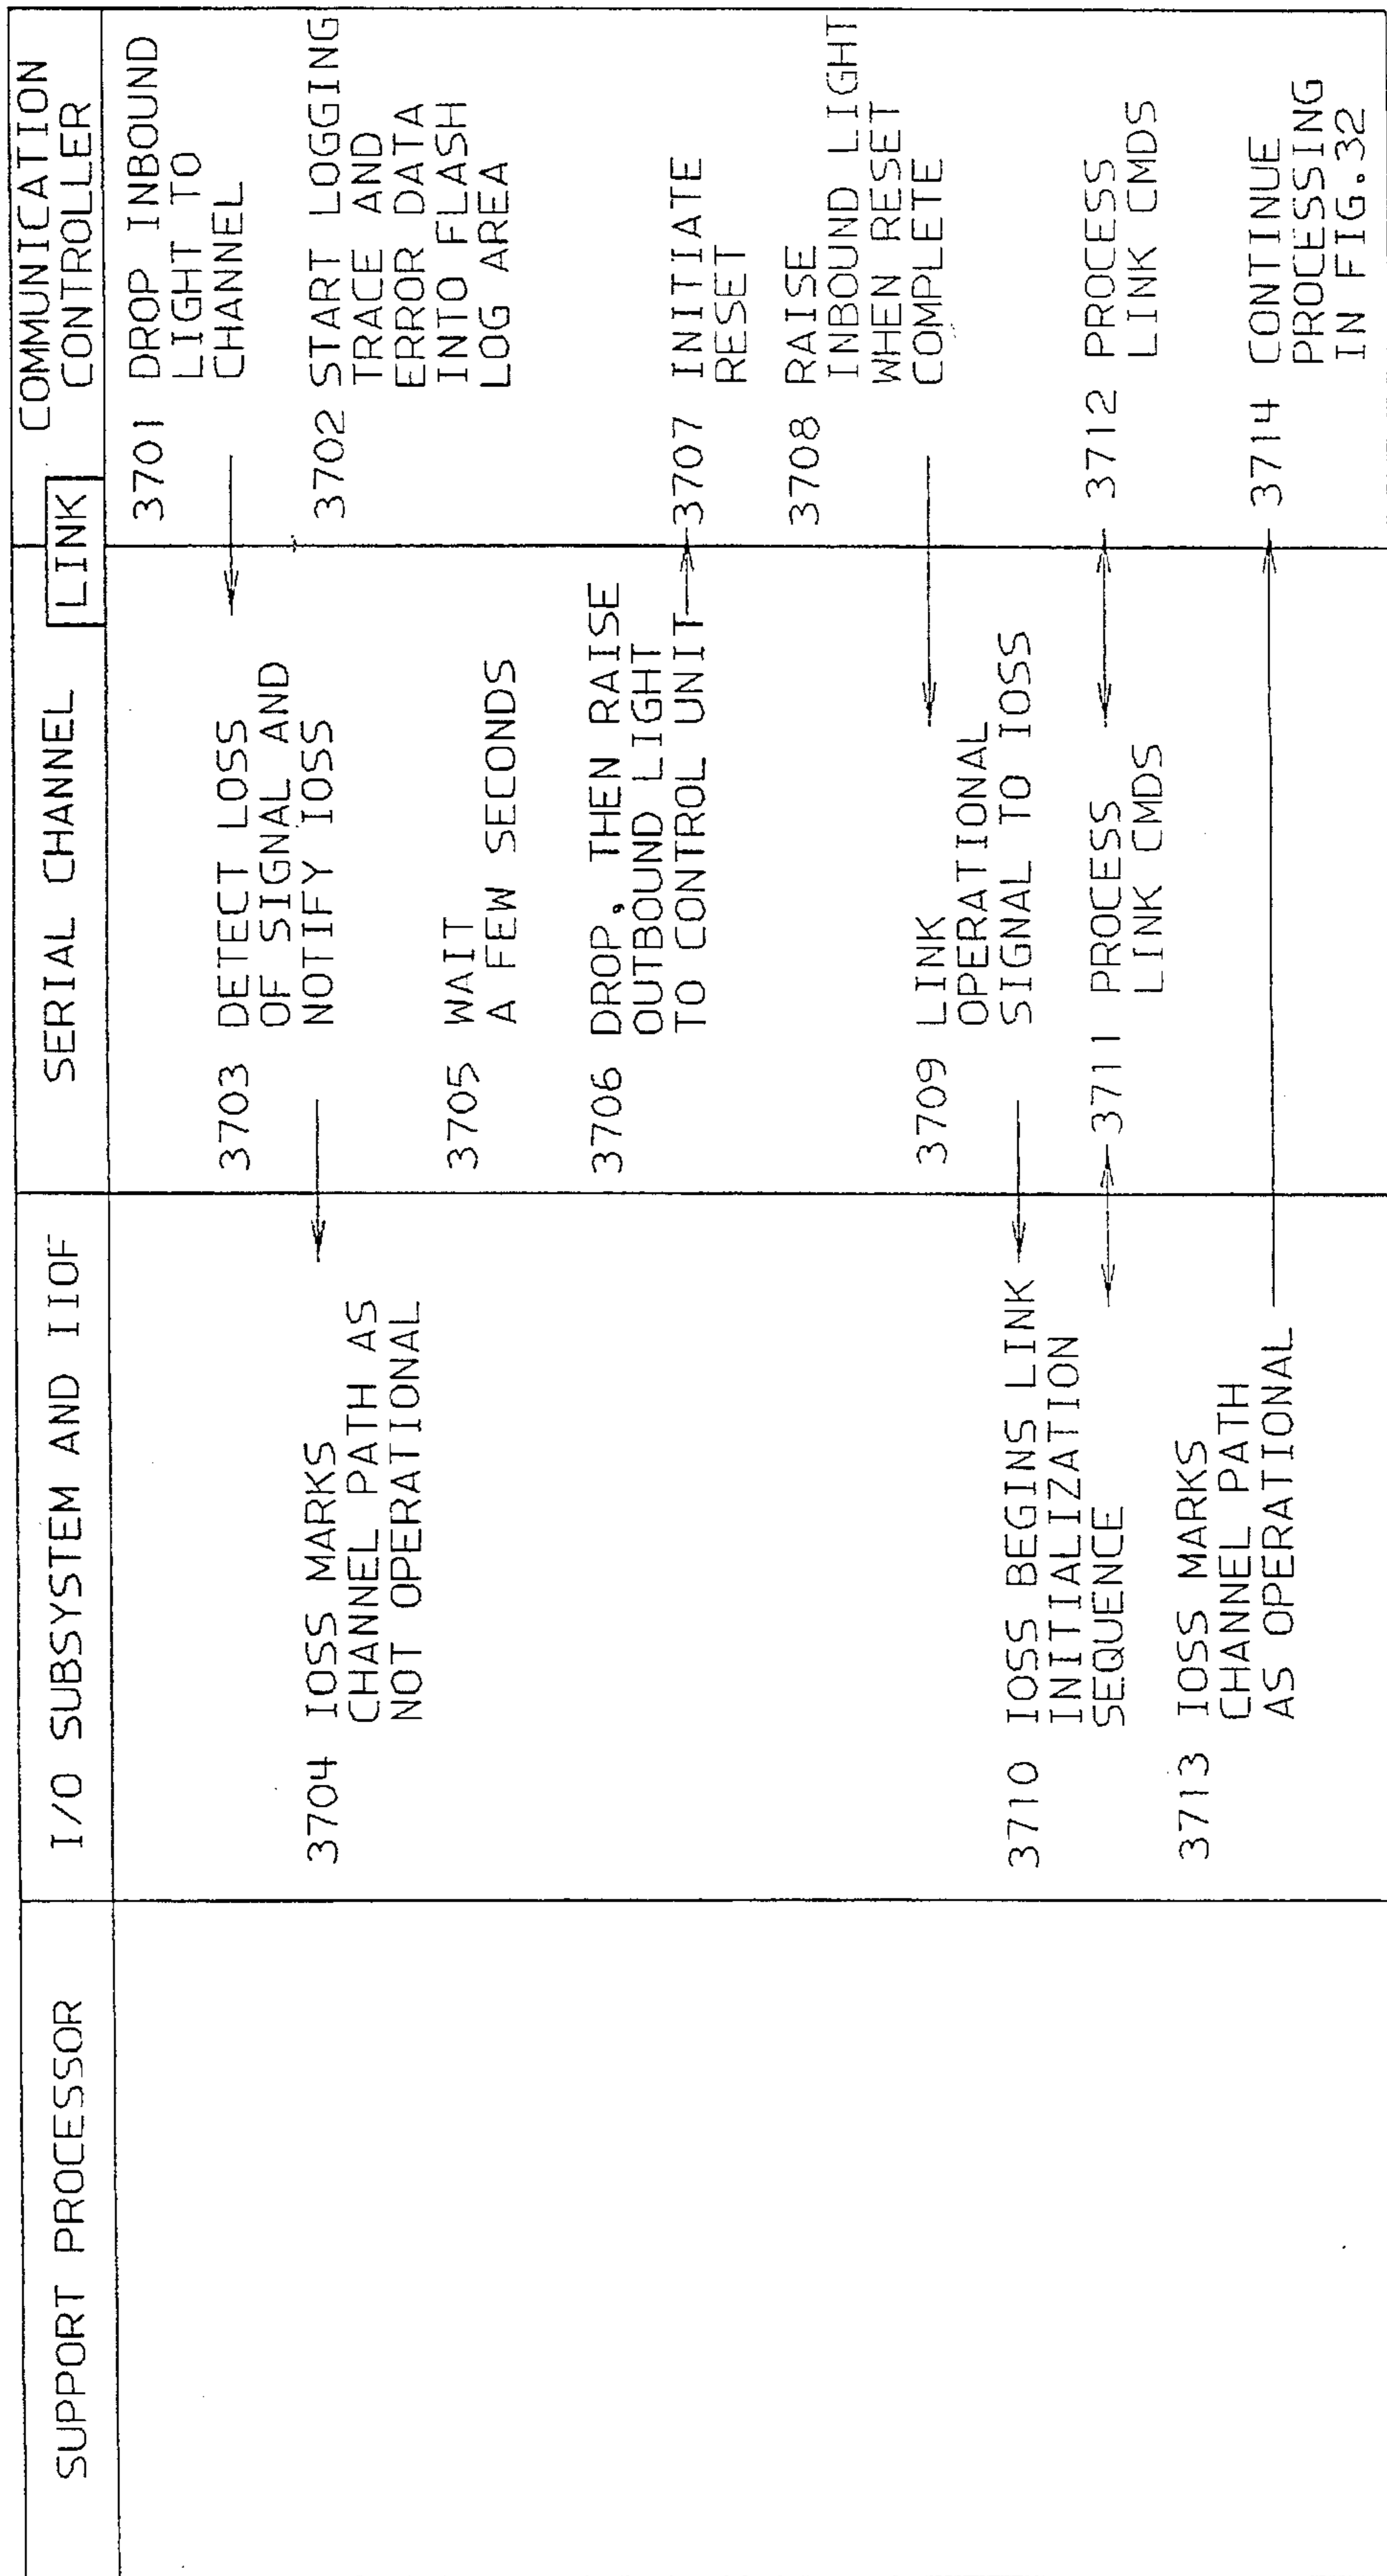 SUPPORT PROCESSOR
I/O SUBSYSTEM AND IIOF
SERIAL CHANNEL
LINK
COMMUNICATION
CONTROLLER
3701 DROP INBOUND
LIGHT TO
CHANNEL
3702 START LOGGING
TRACE AND
ERROR DATA
INTO FLASH
LOG AREA
3703 DETECT LOSS
OF SIGNAL AND
NOTIFY IOSS
3704 IOSS MARKS
CHANNEL PATH AS
NOT OPERATIONAL
3705 WAIT
A FEW SECONDS
3706 DROP, THEN RAISE
OUTBOUND LIGHT
TO CONTROL UNIT
3707 INITIATE
RESET
3708 RAISE
INBOUND LIGHT
WHEN RESET
COMPLETE
3709 LINK
OPERATIONAL
SIGNAL TO IOSS
3710 IOSS BEGINS LINK
INITIALIZATION
SEQUENCE
3711 PROCESS
LINK CMDS
3712 PROCESS
LINK CMDS
3713 IOSS MARKS
CHANNEL PATH
AS OPERATIONAL
3714 CONTINUE
PROCESSING
IN FIG.32